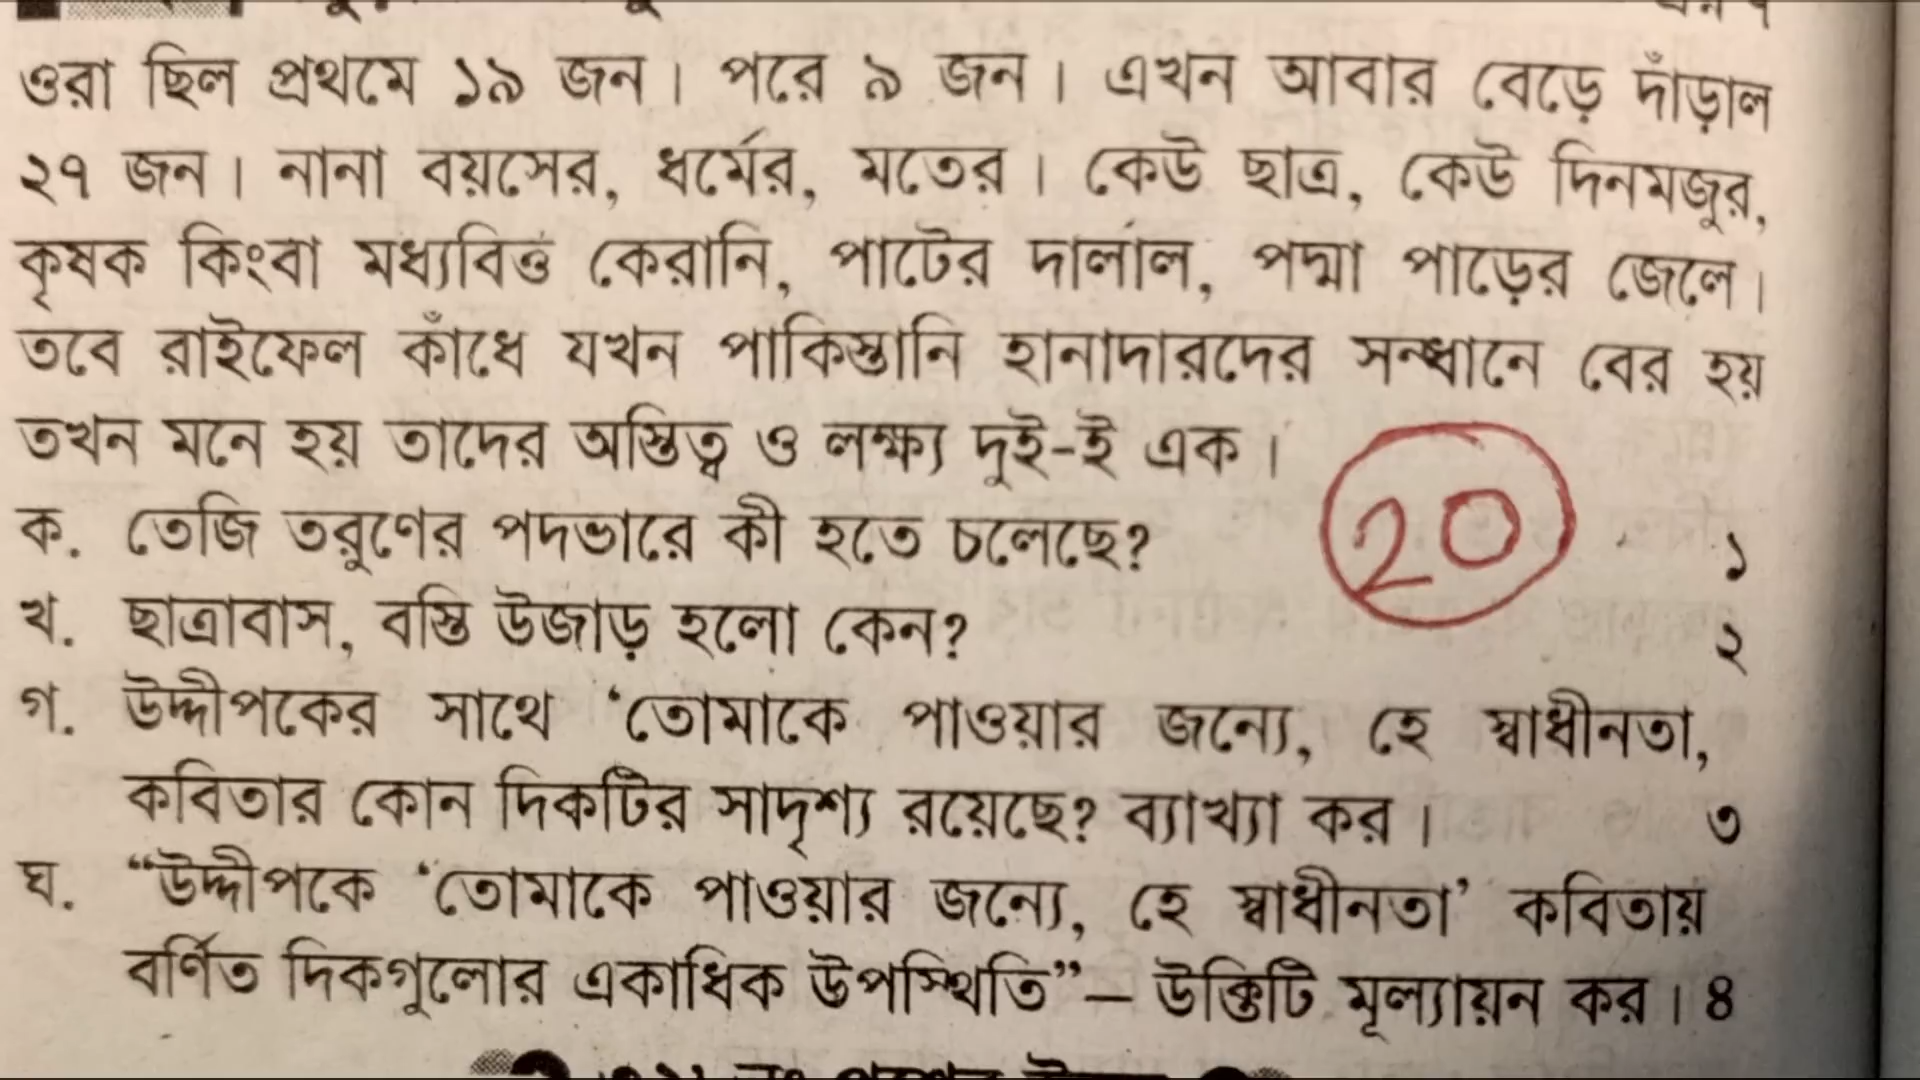 ওরা ছিল প্রথমে ১৯ জন। পরে ৯ জন। এখন আবার বেড়ে দাঁড়াল
২৭ জন। নানা বয়সের, ধর্মের, মতের। কেউ ছাত্র, কেউ দিনমজুর,
কৃষক কিংবা মধ্যবিত্ত কেরানি, পাটের দালাল, পদ্মা পাড়ের জেলে।
তবে রাইফেল কাঁধে যখন পাকিস্তানি হানাদারদের সন্ধানে বের হয়
তখন মনে হয় তাদের অস্তিত্ব ও লক্ষ্য দুই-ই এক।
20
ক. তেজি তরুণের পদভারে কী হতে চলেছে? ১
খ. ছাত্রাবাস, বস্তি উজাড় হলো কেন? ২
গ. উদ্দীপকের সাথে ‘তোমাকে পাওয়ার জন্যে, হে স্বাধীনতা,
কবিতার কোন দিকটির সাদৃশ্য রয়েছে? ব্যাখ্যা কর। ৩
ঘ. “উদ্দীপকে ‘তোমাকে পাওয়ার জন্যে, হে স্বাধীনতা’ কবিতায়
বর্ণিত দিকগুলোর একাধিক উপস্থিতি”— উক্তিটি মূল্যায়ন কর। ৪